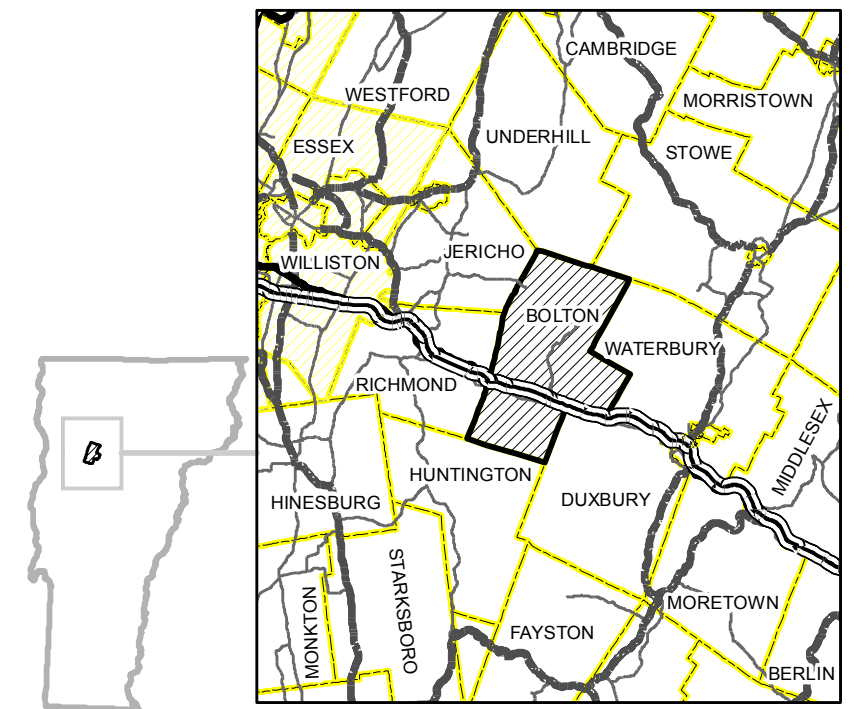 CAMBRIDGE
WESTFORD
MORRISTOWN
UNDERHILL
ESSEX
STOWE
JERICHO
WILLISTON
BOLTON
WATERBURY
RICHMOND
MIDDLESEX
HUNTINGTON
DUXBURY
HINESBURG
STARKSBORO
MONKTON
MORETOWN
FAYSTON
BERLIN